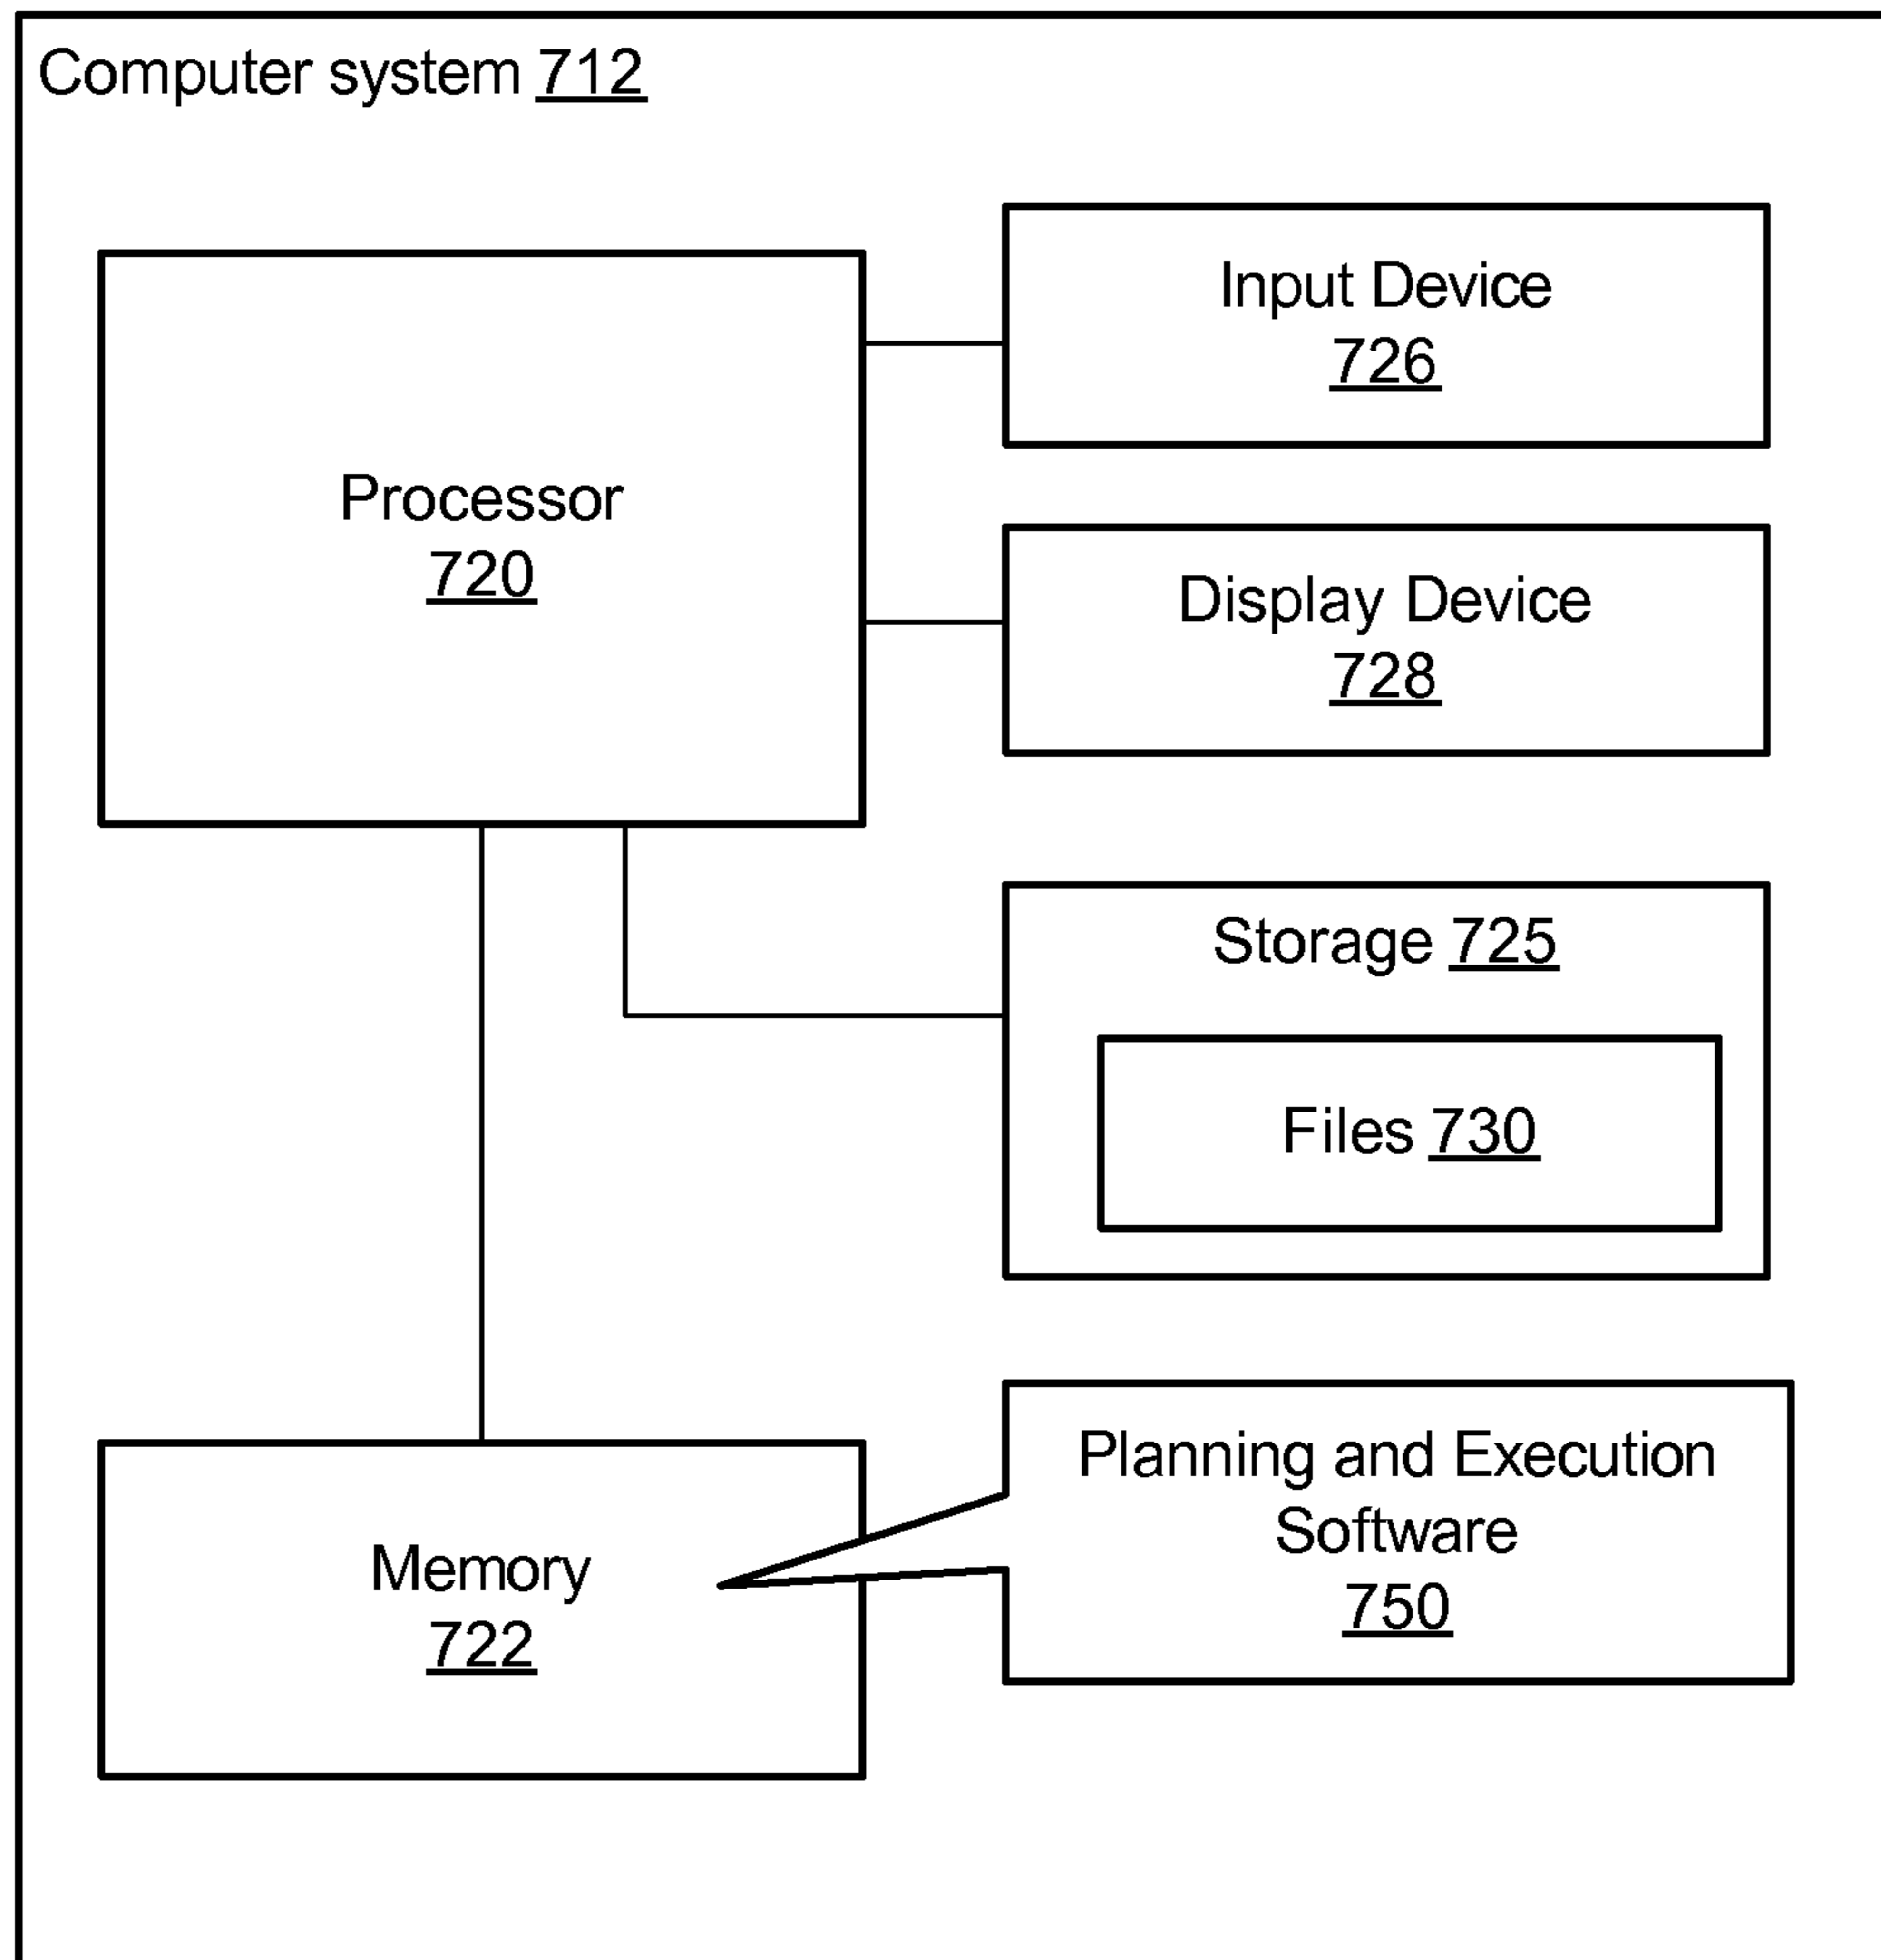 Computer system 712
Input Device
726
Processor
720
Display Device
728
Storage 725
Files 730
Planning and Execution
Software
750
Memory
722